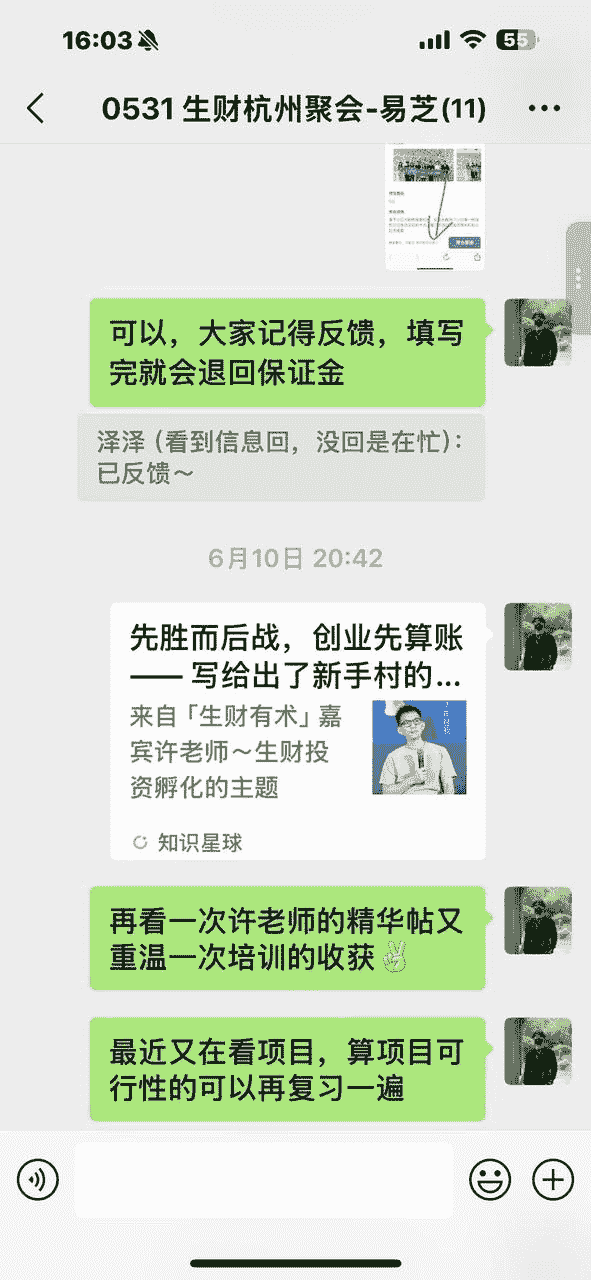 16:03
55
0531 生财杭州聚会-易芝(11)
可以，大家记得反馈，填写
完就会退回保证金
泽泽（看到信息回，没回是在忙）：
已反馈～
6月10日 20:42
先胜而后战，创业先算账
—— 写给出了新手村的...
来自「生财有术」嘉
宾许老师～生财投
资孵化的主题
知识星球
再看一次许老师的精华帖又
重温一次培训的收获✌
最近又在看项目，算项目可
行性的可以再复习一遍